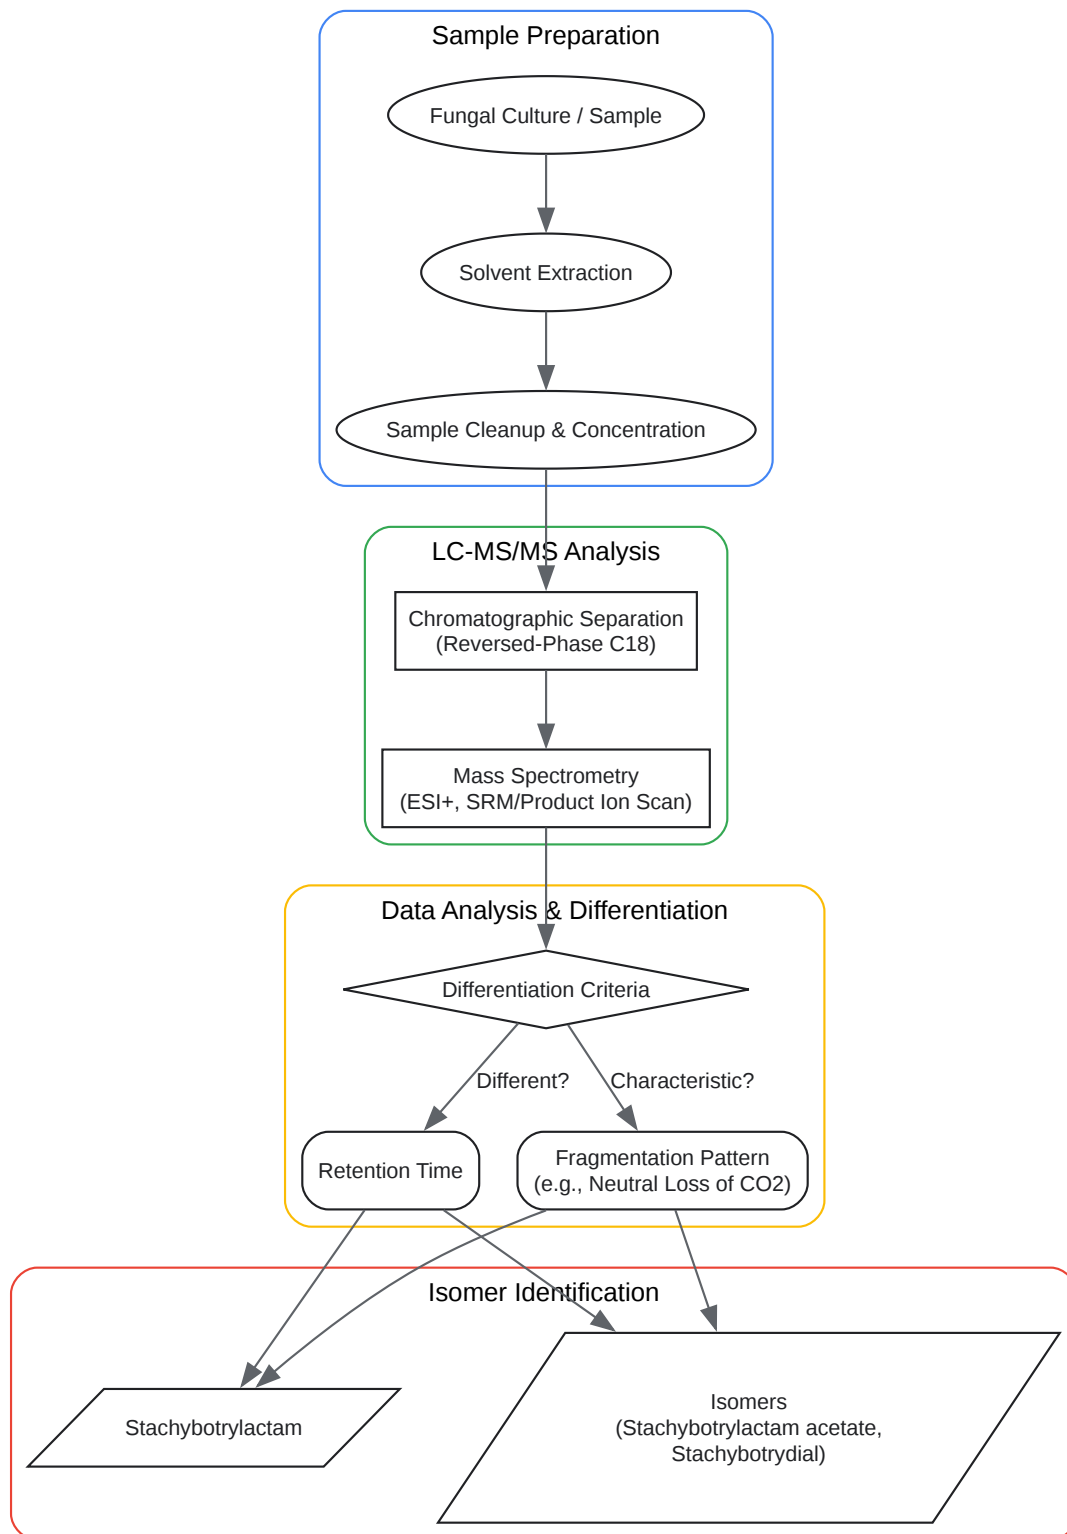 Sample Preparation
Fungal Culture / Sample
Solvent Extraction
Sample Cleanup & Concentration
LC-MS/MS Analysis
Chromatographic Separation
(Reversed-Phase C18)
Mass Spectrometry
(ESI+, SRM/Product Ion Scan)
Data Analysis & Differentiation
Differentiation Criteria
Different?
Characteristic?
Retention Time
Fragmentation Pattern
(e.g., Neutral Loss of CO2)
Isomer Identification
Stachybotrylactam
Isomers
(Stachybotrylactam acetate,
Stachybotrydial)